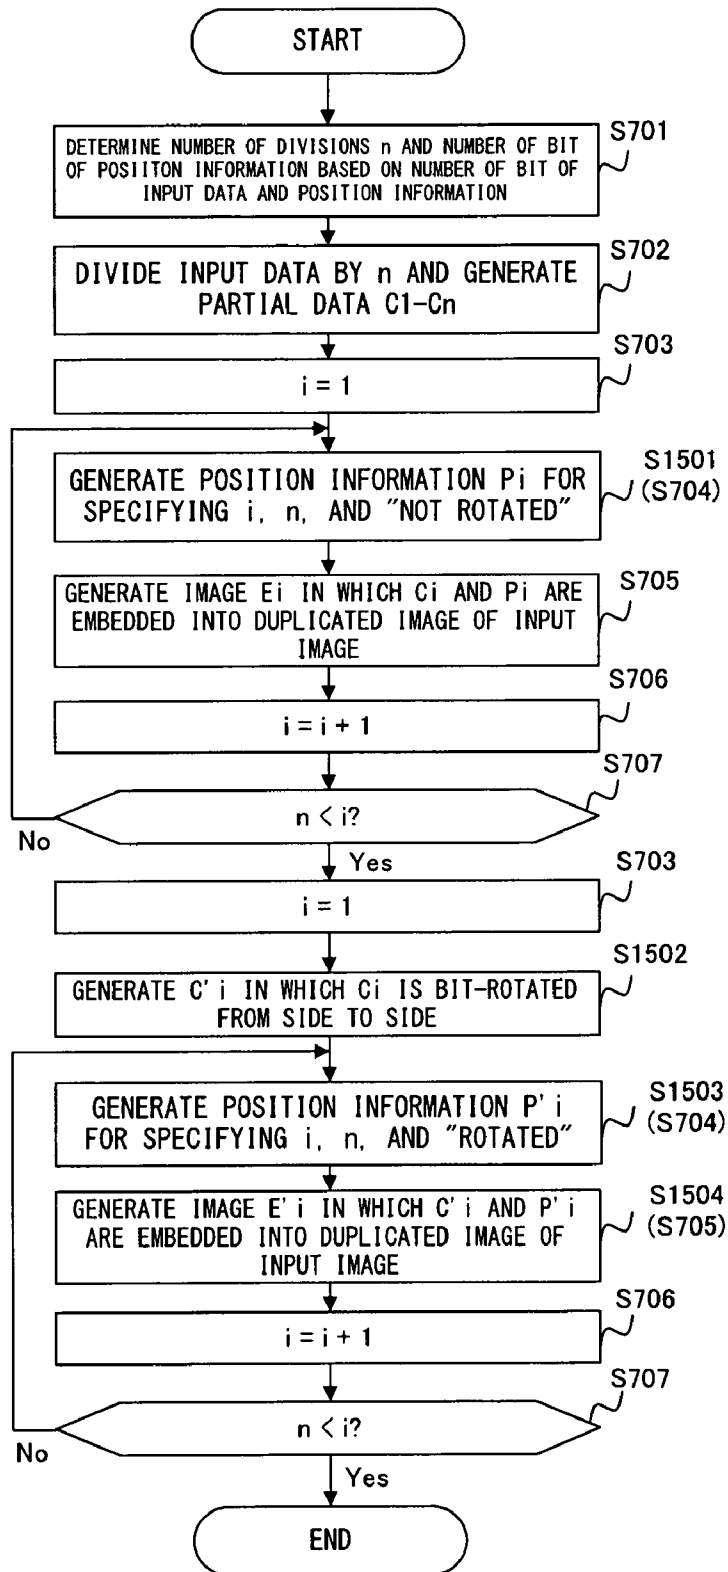 START
S701
DETERMINE NUMBER OF DIVISIONS n AND NUMBER OF BIT
OF POSIITON INFORMATION BASED ON NUMBER OF BIT OF
INPUT DATA AND POSITION INFORMATION
S702
DIVIDE INPUT DATA BY n AND GENERATE
PARTIAL DATA C1-Cn
S703
i = 1
S1501
(S704)
GENERATE POSITION INFORMATION Pi FOR
SPECIFYING i, n, AND "NOT ROTATED"
S705
GENERATE IMAGE Ei IN WHICH Ci AND Pi ARE
EMBEDDED INTO DUPLICATED IMAGE OF INPUT
IMAGE
S706
i = i + 1
S707
n < i?
No
Yes
S703
i = 1
S1502
GENERATE C'i IN WHICH Ci IS BIT-ROTATED
FROM SIDE TO SIDE
S1503
(S704)
GENERATE POSITION INFORMATION P'i
FOR SPECIFYING i, n, AND "ROTATED"
S1504
(S705)
GENERATE IMAGE E'i IN WHICH C'i AND P'i
ARE EMBEDDED INTO DUPLICATED IMAGE OF
INPUT IMAGE
S706
i = i + 1
S707
n < i?
No
Yes
END